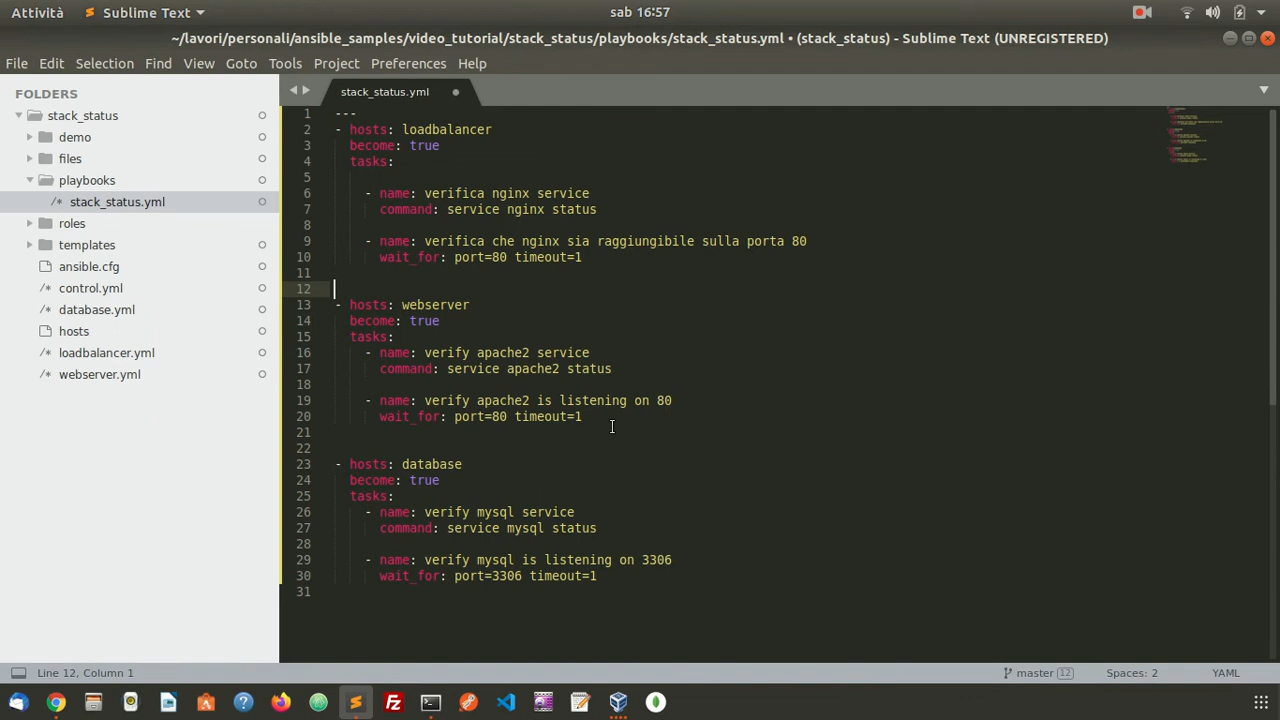 Attività
Sublime Text
sab 16:57
~/lavori/personali/ansible_samples/video_tutorial/stack_status/playbooks/stack_status.yml • (stack_status) - Sublime Text (UNREGISTERED)
File Edit Selection Find View Goto Tools Project Preferences Help
FOLDERS
stack_status
demo
files
playbooks
/* stack_status.yml
roles
templates
ansible.cfg
/* control.yml
/* database.yml
hosts
/* loadbalancer.yml
/* webserver.yml
stack_status.yml
1 ---
2 - hosts: loadbalancer
3 become: true
4 tasks:
5
6 - name: verifica nginx service
7 command: service nginx status
8
9 - name: verifica che nginx sia raggiungibile sulla porta 80
10 wait_for: port=80 timeout=1
11
12
13 - hosts: webserver
14 become: true
15 tasks:
16 - name: verify apache2 service
17 command: service apache2 status
18
19 - name: verify apache2 is listening on 80
20 wait_for: port=80 timeout=1
21
22
23 - hosts: database
24 become: true
25 tasks:
26 - name: verify mysql service
27 command: service mysql status
28
29 - name: verify mysql is listening on 3306
30 wait_for: port=3306 timeout=1
31
Line 12, Column 1
master 12
Spaces: 2
YAML